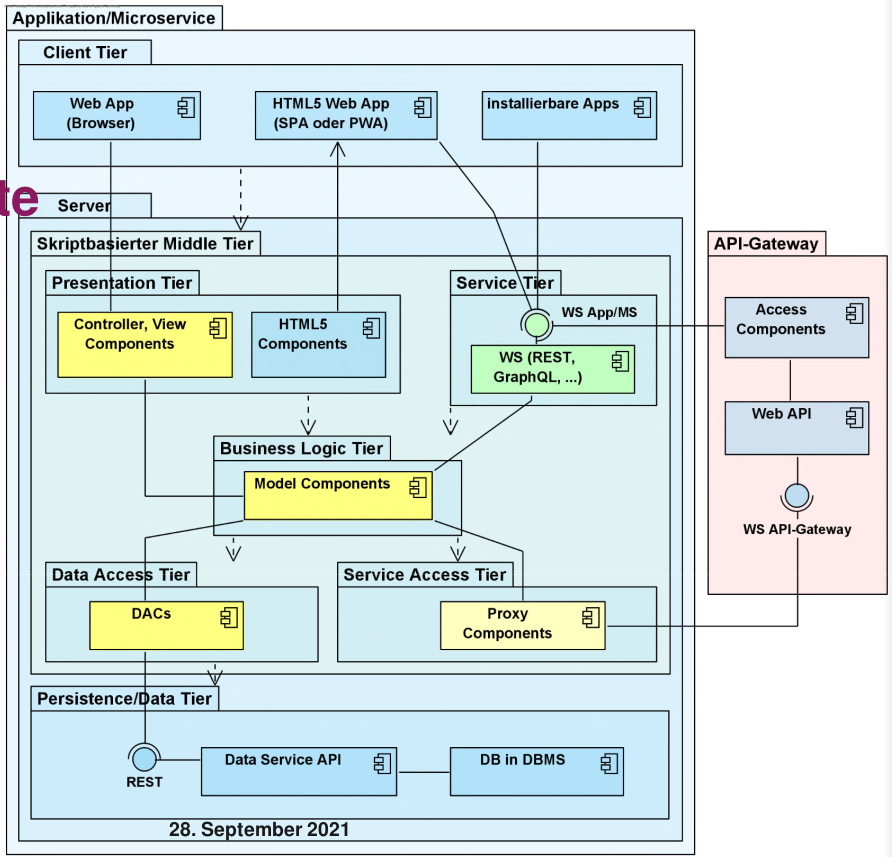 Applikation/Microservice
Client Tier
Web App
(Browser)
HTML5 Web App
(SPA oder PWA)
installierbare Apps
te
Server
Skriptbasierter Middle Tier
API-Gateway
Presentation Tier
Service Tier
Controller, View
Components
HTML5
Components
WS App/MS
Access
Components
WS (REST,
GraphQL, ...)
Web API
Business Logic Tier
Model Components
WS API-Gateway
Data Access Tier
Service Access Tier
DACs
Proxy
Components
Persistence/Data Tier
REST
Data Service API
DB in DBMS
28. September 2021